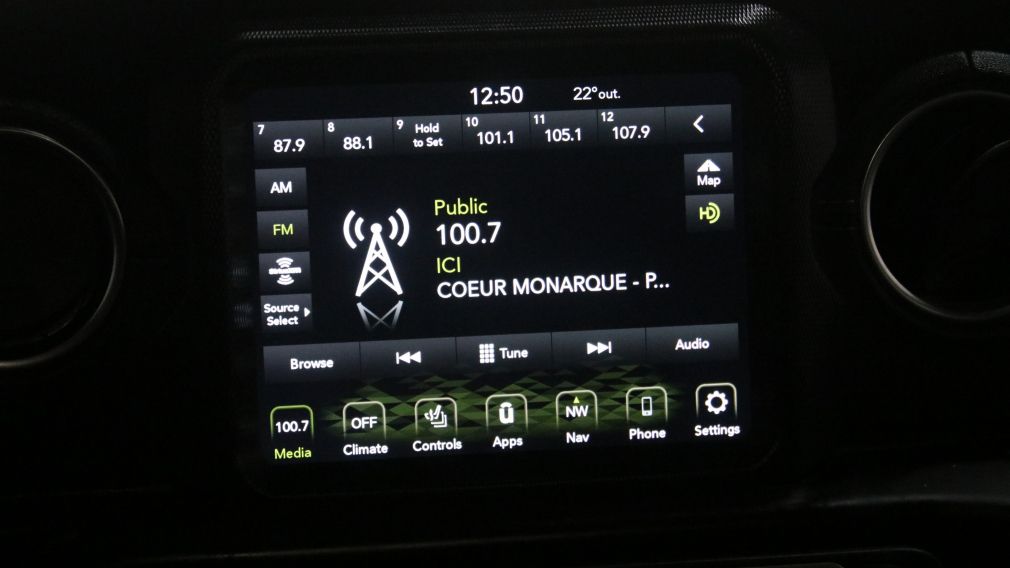 12:50 22°out.
7 87.9 8 88.1 9 Hold to Set 10 101.1 11 105.1 12 107.9
AM
Map
FM
HD
SiriusXM
Source
Select
Public
100.7
ICI
COEUR MONARQUE - P...
Browse Tune Audio
100.7 OFF NW
Media Climate Controls Apps Nav Phone Settings